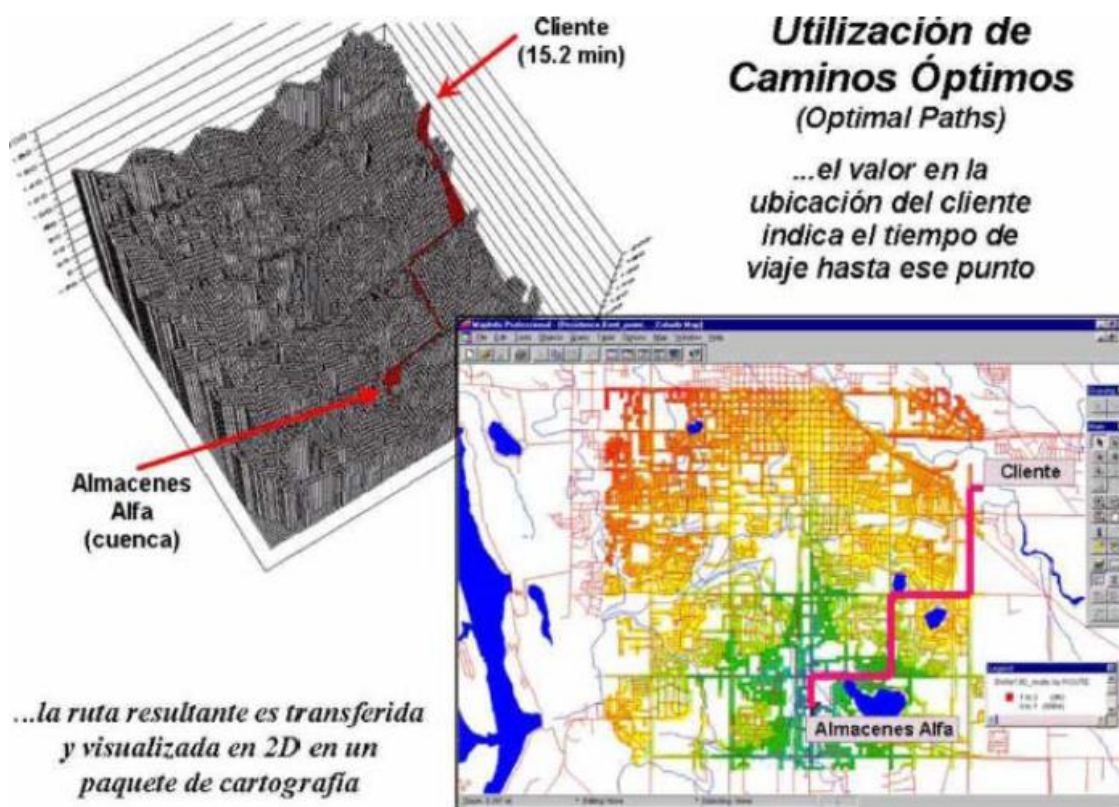 Cliente
(15.2 min)
Utilización de
Caminos Óptimos
(Optimal Paths)
...el valor en la
ubicación del cliente
indica el tiempo de
viaje hasta ese punto
Almacenes
Alfa
(cuenca)
MapInfo Professional
Cliente
Almacenes Alfa
...la ruta resultante es transferida
y visualizada en 2D en un
paquete de cartografía